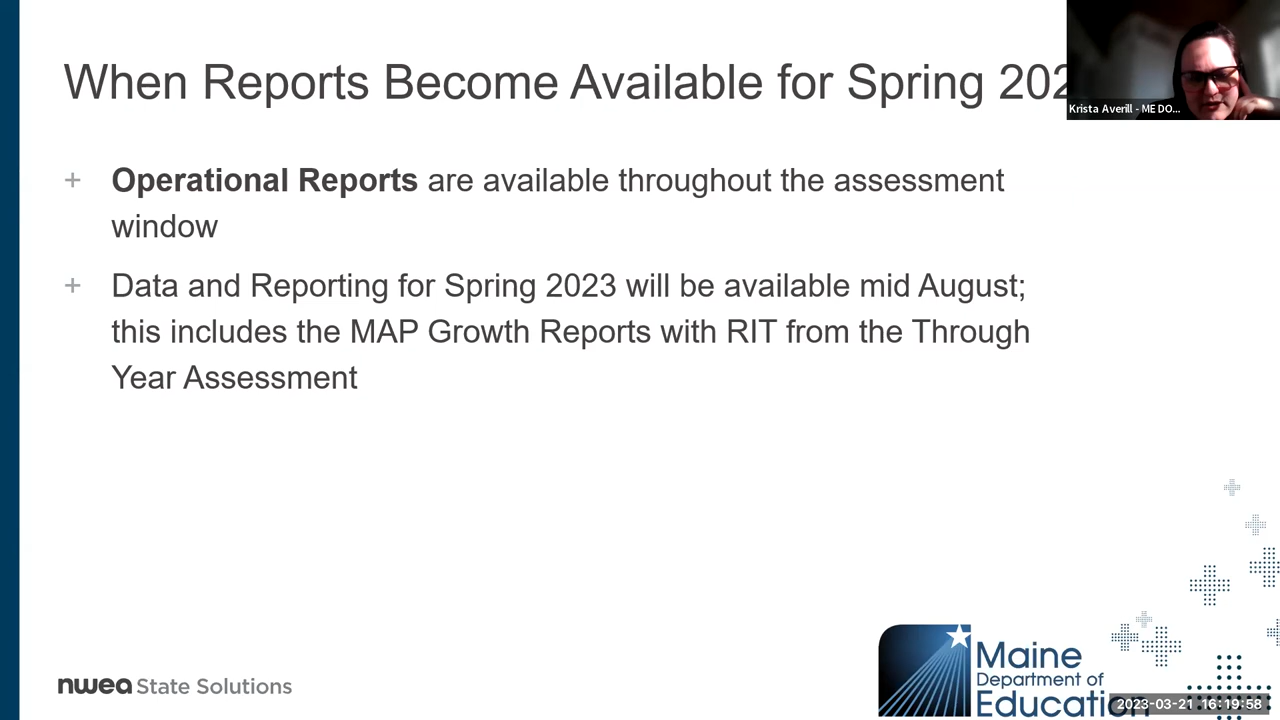 When Reports Become Available for Spring 202
Krista Averill - ME DO...
+ Operational Reports are available throughout the assessment
window
+ Data and Reporting for Spring 2023 will be available mid August;
this includes the MAP Growth Reports with RIT from the Through
Year Assessment
nwea State Solutions
Maine
Department of
Education
2023-03-21 16:19:58